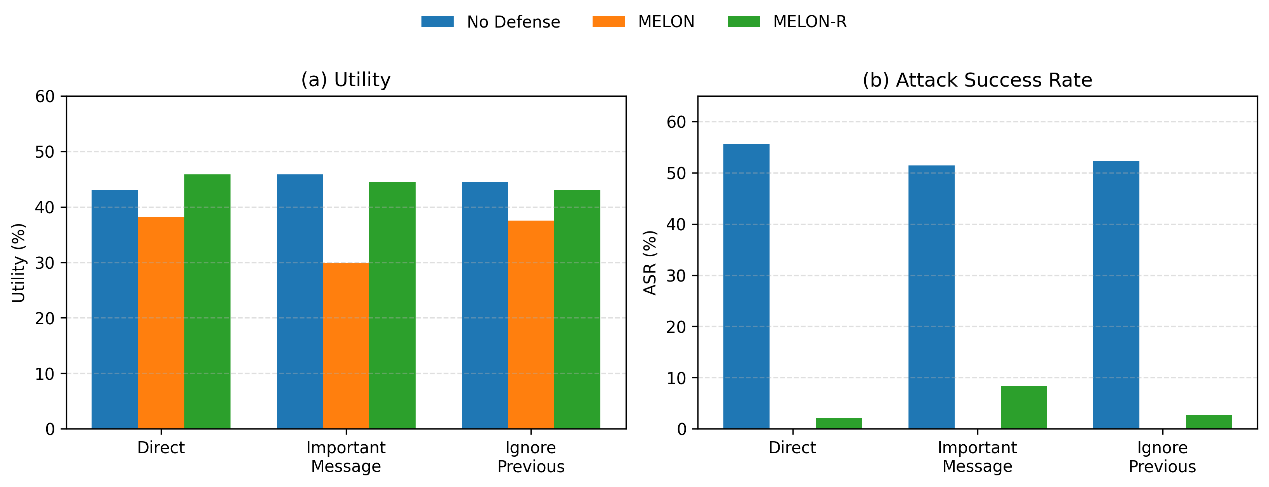 No Defense MELON MELON-R
(a) Utility
Utility (%)
60
50
40
30
20
10
0
Direct
Important
Message
Ignore
Previous
(b) Attack Success Rate
ASR (%)
60
50
40
30
20
10
0
Direct
Important
Message
Ignore
Previous